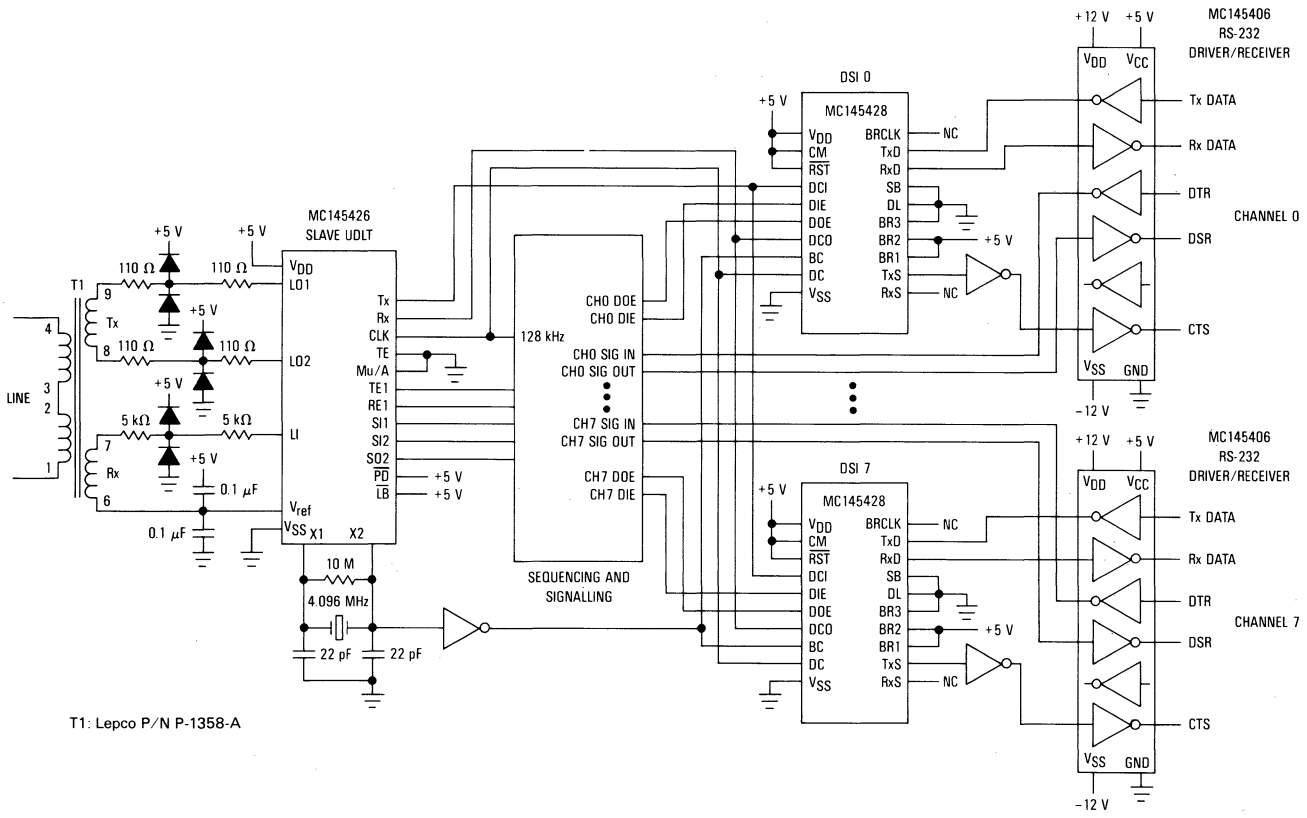 +12 V +5 V
MC145406
RS-232
DRIVER/RECEIVER
VDD VCC
Tx DATA
Rx DATA
DTR
DSR
CTS
CHANNEL 0
VSS GND
−12 V
DSI 0
+5 V
MC145428
VDD
CM
RST
DCI
DIE
DOE
DCO
BC
DC
VSS
BRCLK NC
TxD
RxD
SB
DL
BR3
BR2 +5 V
BR1
TxS
RxS NC
MC145426
SLAVE UDLT
+5 V
+5 V
110 Ω 110 Ω
T1
9
Tx
8
4
3
2
1
LINE
+5 V
110 Ω 110 Ω
+5 V
5 kΩ 5 kΩ
7
Rx
6
+5 V
0.1 μF
0.1 μF
VDD
LO1
LO2
LI
Vref
VSS
X1 X2
Tx
Rx
CLK
TE
Mu/A
TE1
RE1
SI1
SI2
SO2
PD +5 V
LB +5 V
10 M
4.096 MHz
22 pF 22 pF
128 kHz
CH0 DOE
CH0 DIE
CH0 SIG IN
CH0 SIG OUT
CH7 SIG IN
CH7 SIG OUT
CH7 DOE
CH7 DIE
SEQUENCING AND
SIGNALLING
DSI 7
+5 V
MC145428
VDD
CM
RST
DCI
DIE
DOE
DCO
BC
DC
VSS
BRCLK NC
TxD
RxD
SB
DL
BR3
BR2 +5 V
BR1
TxS
RxS NC
+12 V +5 V
MC145406
RS-232
DRIVER/RECEIVER
VDD VCC
Tx DATA
Rx DATA
DTR
DSR
CTS
CHANNEL 7
VSS GND
−12 V
T1: Lepco P/N P-1358-A